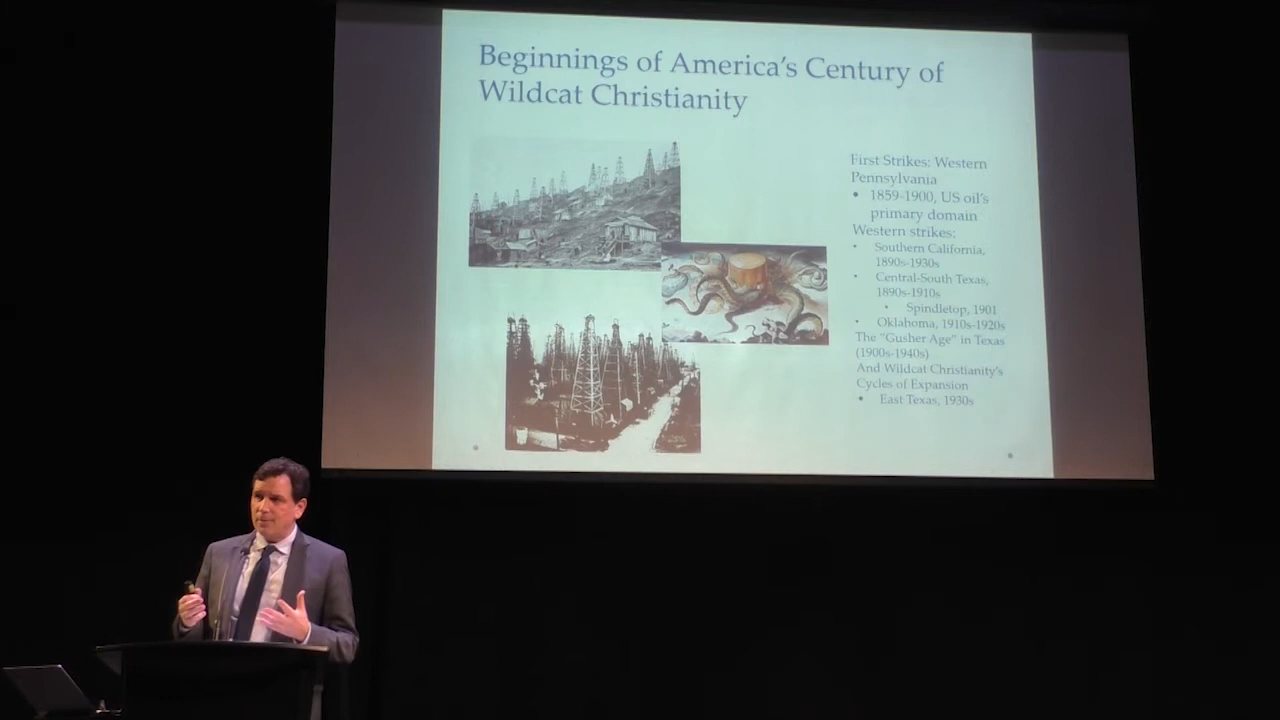 Beginnings of America's Century of
Wildcat Christianity
First Strikes: Western
Pennsylvania
• 1859-1900, US oil's
primary domain
Western strikes:
• Southern California,
1890s-1930s
• Central-South Texas,
1890s-1910s
• Spindletop, 1901
• Oklahoma, 1910s-1920s
The "Gusher Age" in Texas
(1900s-1940s)
And Wildcat Christianity's
Cycles of Expansion
• East Texas, 1930s